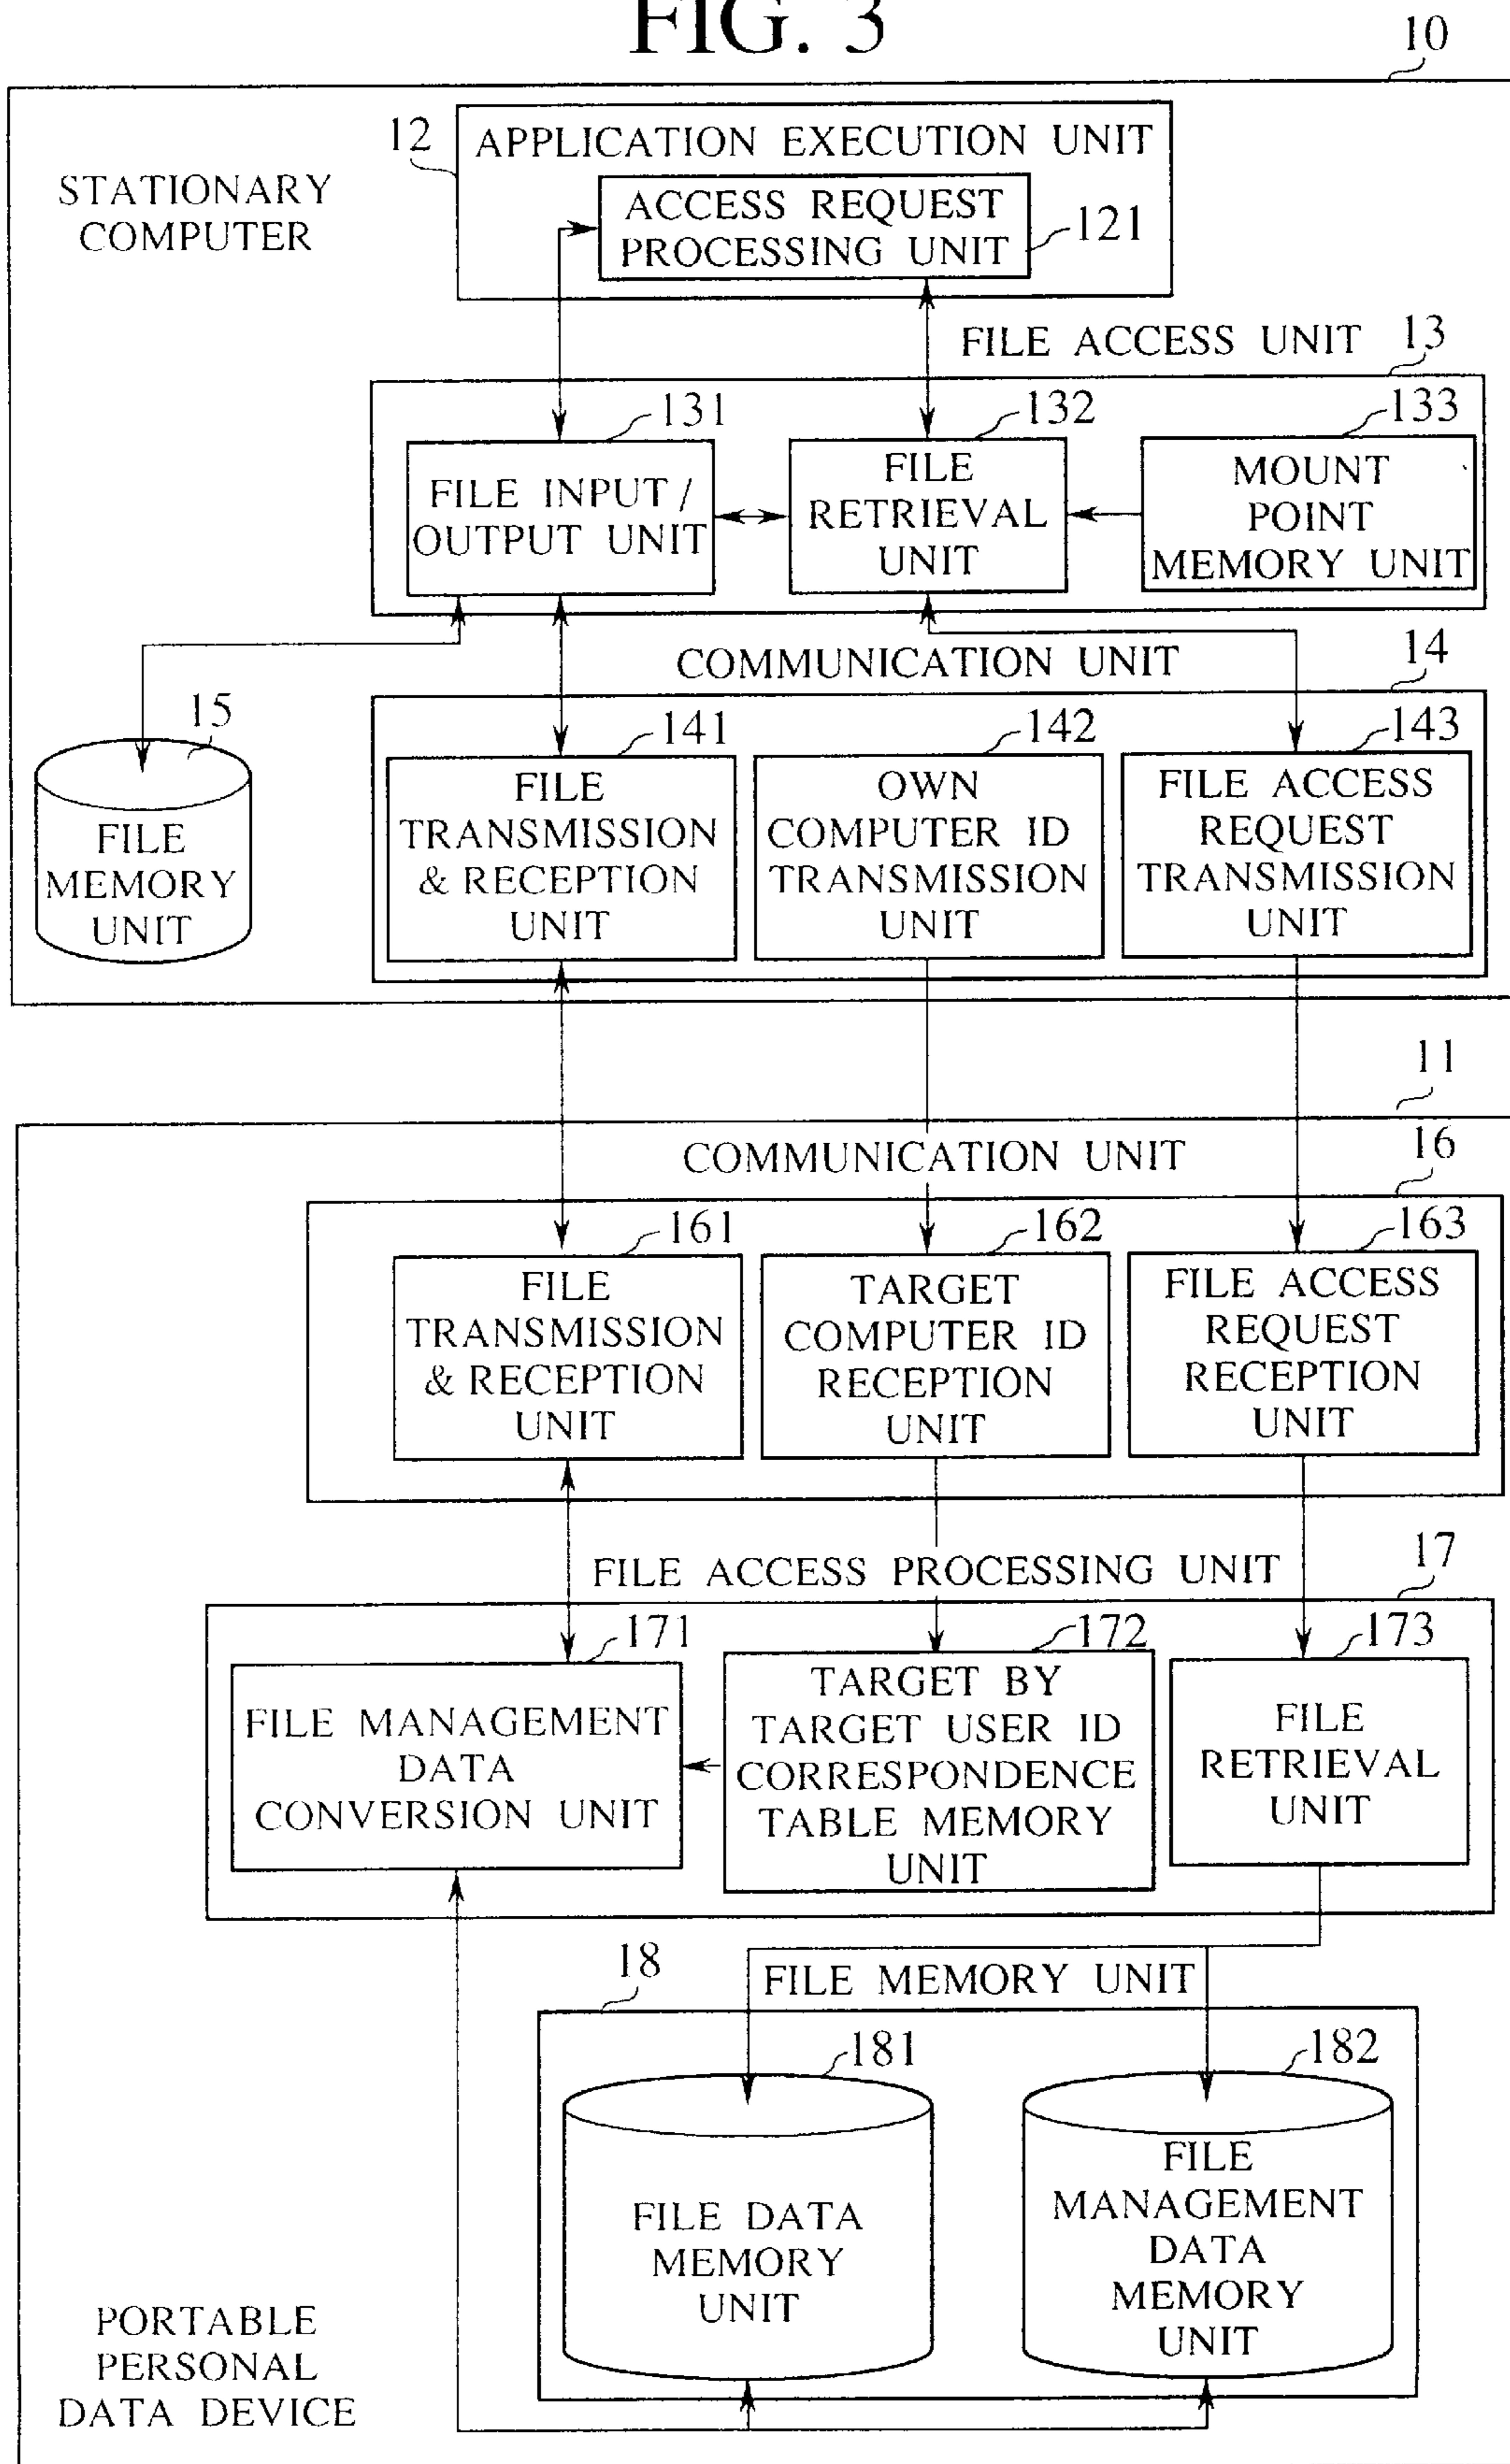 FIG. 3
10
STATIONARY
COMPUTER
12
APPLICATION EXECUTION UNIT
ACCESS REQUEST
PROCESSING UNIT
121
FILE ACCESS UNIT
13
131
FILE INPUT /
OUTPUT UNIT
132
FILE
RETRIEVAL
UNIT
133
MOUNT
POINT
MEMORY UNIT
COMMUNICATION UNIT
14
15
FILE
MEMORY
UNIT
141
FILE
TRANSMISSION
& RECEPTION
UNIT
142
OWN
COMPUTER ID
TRANSMISSION
UNIT
143
FILE ACCESS
REQUEST
TRANSMISSION
UNIT
11
COMMUNICATION UNIT
16
161
FILE
TRANSMISSION
& RECEPTION
UNIT
162
TARGET
COMPUTER ID
RECEPTION
UNIT
163
FILE ACCESS
REQUEST
RECEPTION
UNIT
FILE ACCESS PROCESSING UNIT
17
171
FILE MANAGEMENT
DATA
CONVERSION UNIT
172
TARGET BY
TARGET USER ID
CORRESPONDENCE
TABLE MEMORY
UNIT
173
FILE
RETRIEVAL
UNIT
18
FILE MEMORY UNIT
181
FILE DATA
MEMORY
UNIT
182
FILE
MANAGEMENT
DATA
MEMORY
UNIT
PORTABLE
PERSONAL
DATA DEVICE